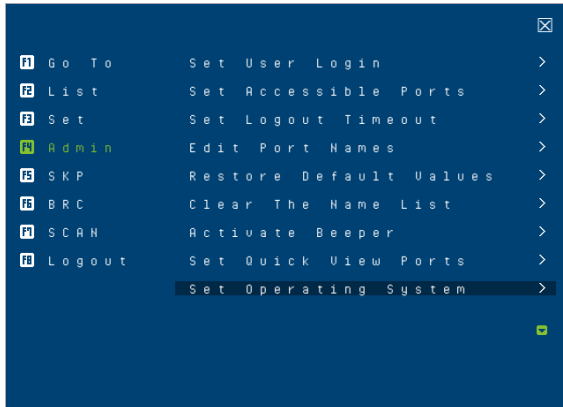 F1 Go To Set User Login >
F2 List Set Accessible Ports >
F3 Set Set Logout Timeout >
F4 Admin Edit Port Names >
F5 SKP Restore Default Values >
F6 BRC Clear The Name List >
F7 SCAN Activate Beeper >
F8 Logout Set Quick View Ports >
Set Operating System >